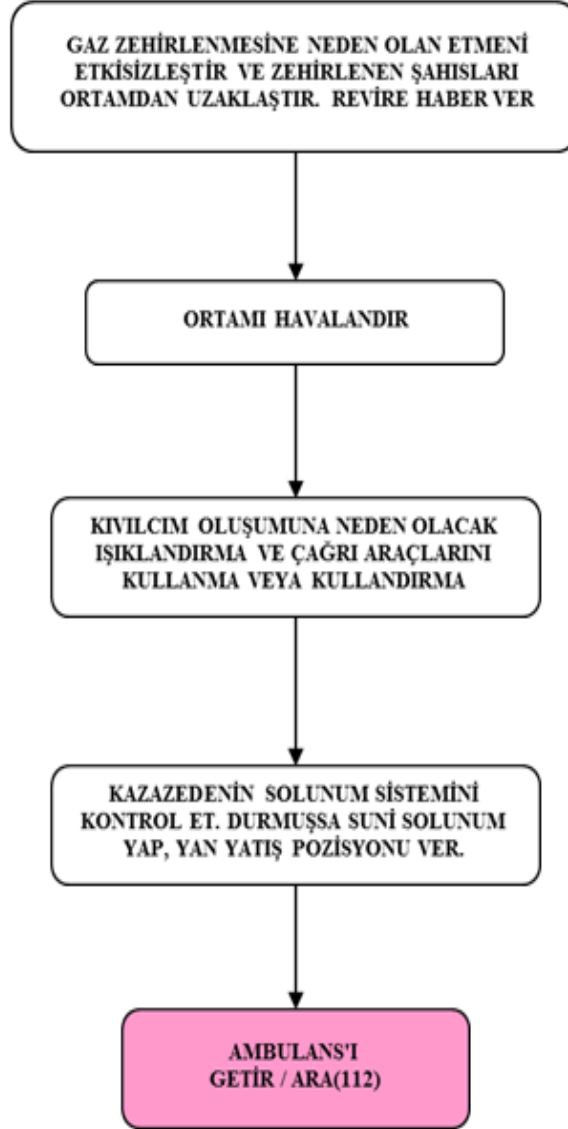 GAZ ZEHİRLENMESİNE NEDEN OLAN ETMENİ
ETKİSİZLEŞTİR VE ZEHİRLENEN ŞAHISLARI
ORTAMDAN UZAKLAŞTIR. REVİRE HABER VER
ORTAMI HAVALANDIR
KIVILCIM OLUŞUMUNA NEDEN OLACAK
IŞIKLANDIRMA VE ÇAĞRI ARAÇLARINI
KULLANMA VEYA KULLANDIRMA
KAZAZEDENİN SOLUNUM SİSTEMİNİ
KONTROL ET. DURMUŞSA SUNİ SOLUNUM
YAP, YAN YATIŞ POZİSYONU VER.
AMBULANS'I
GETİR / ARA(112)